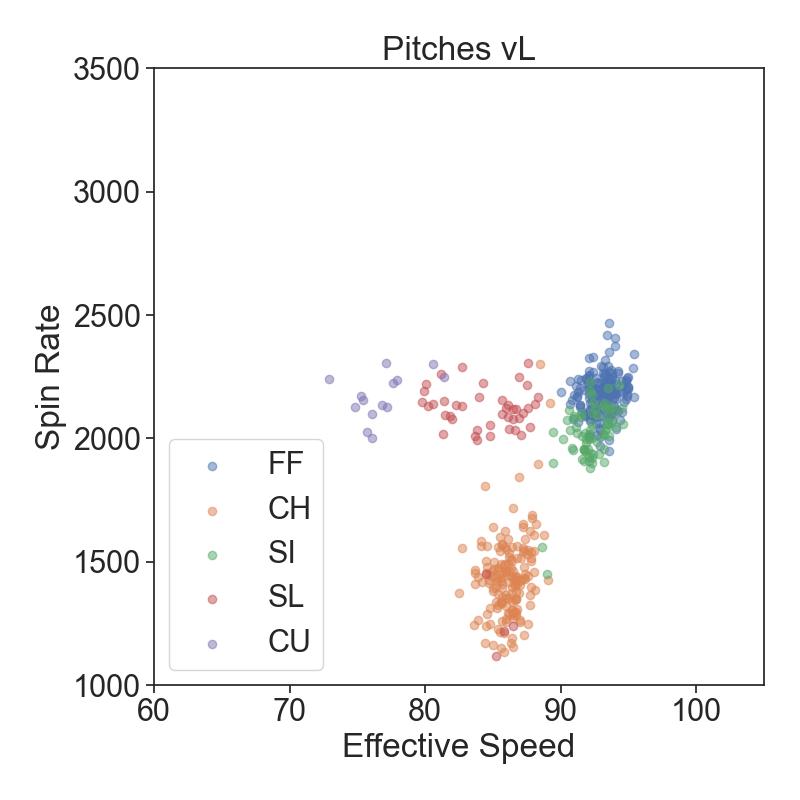 Pitches vL
3500
3000
2500
2000
1500
1000
Spin Rate
FF
CH
SI
SL
CU
60 70 80 90 100
Effective Speed